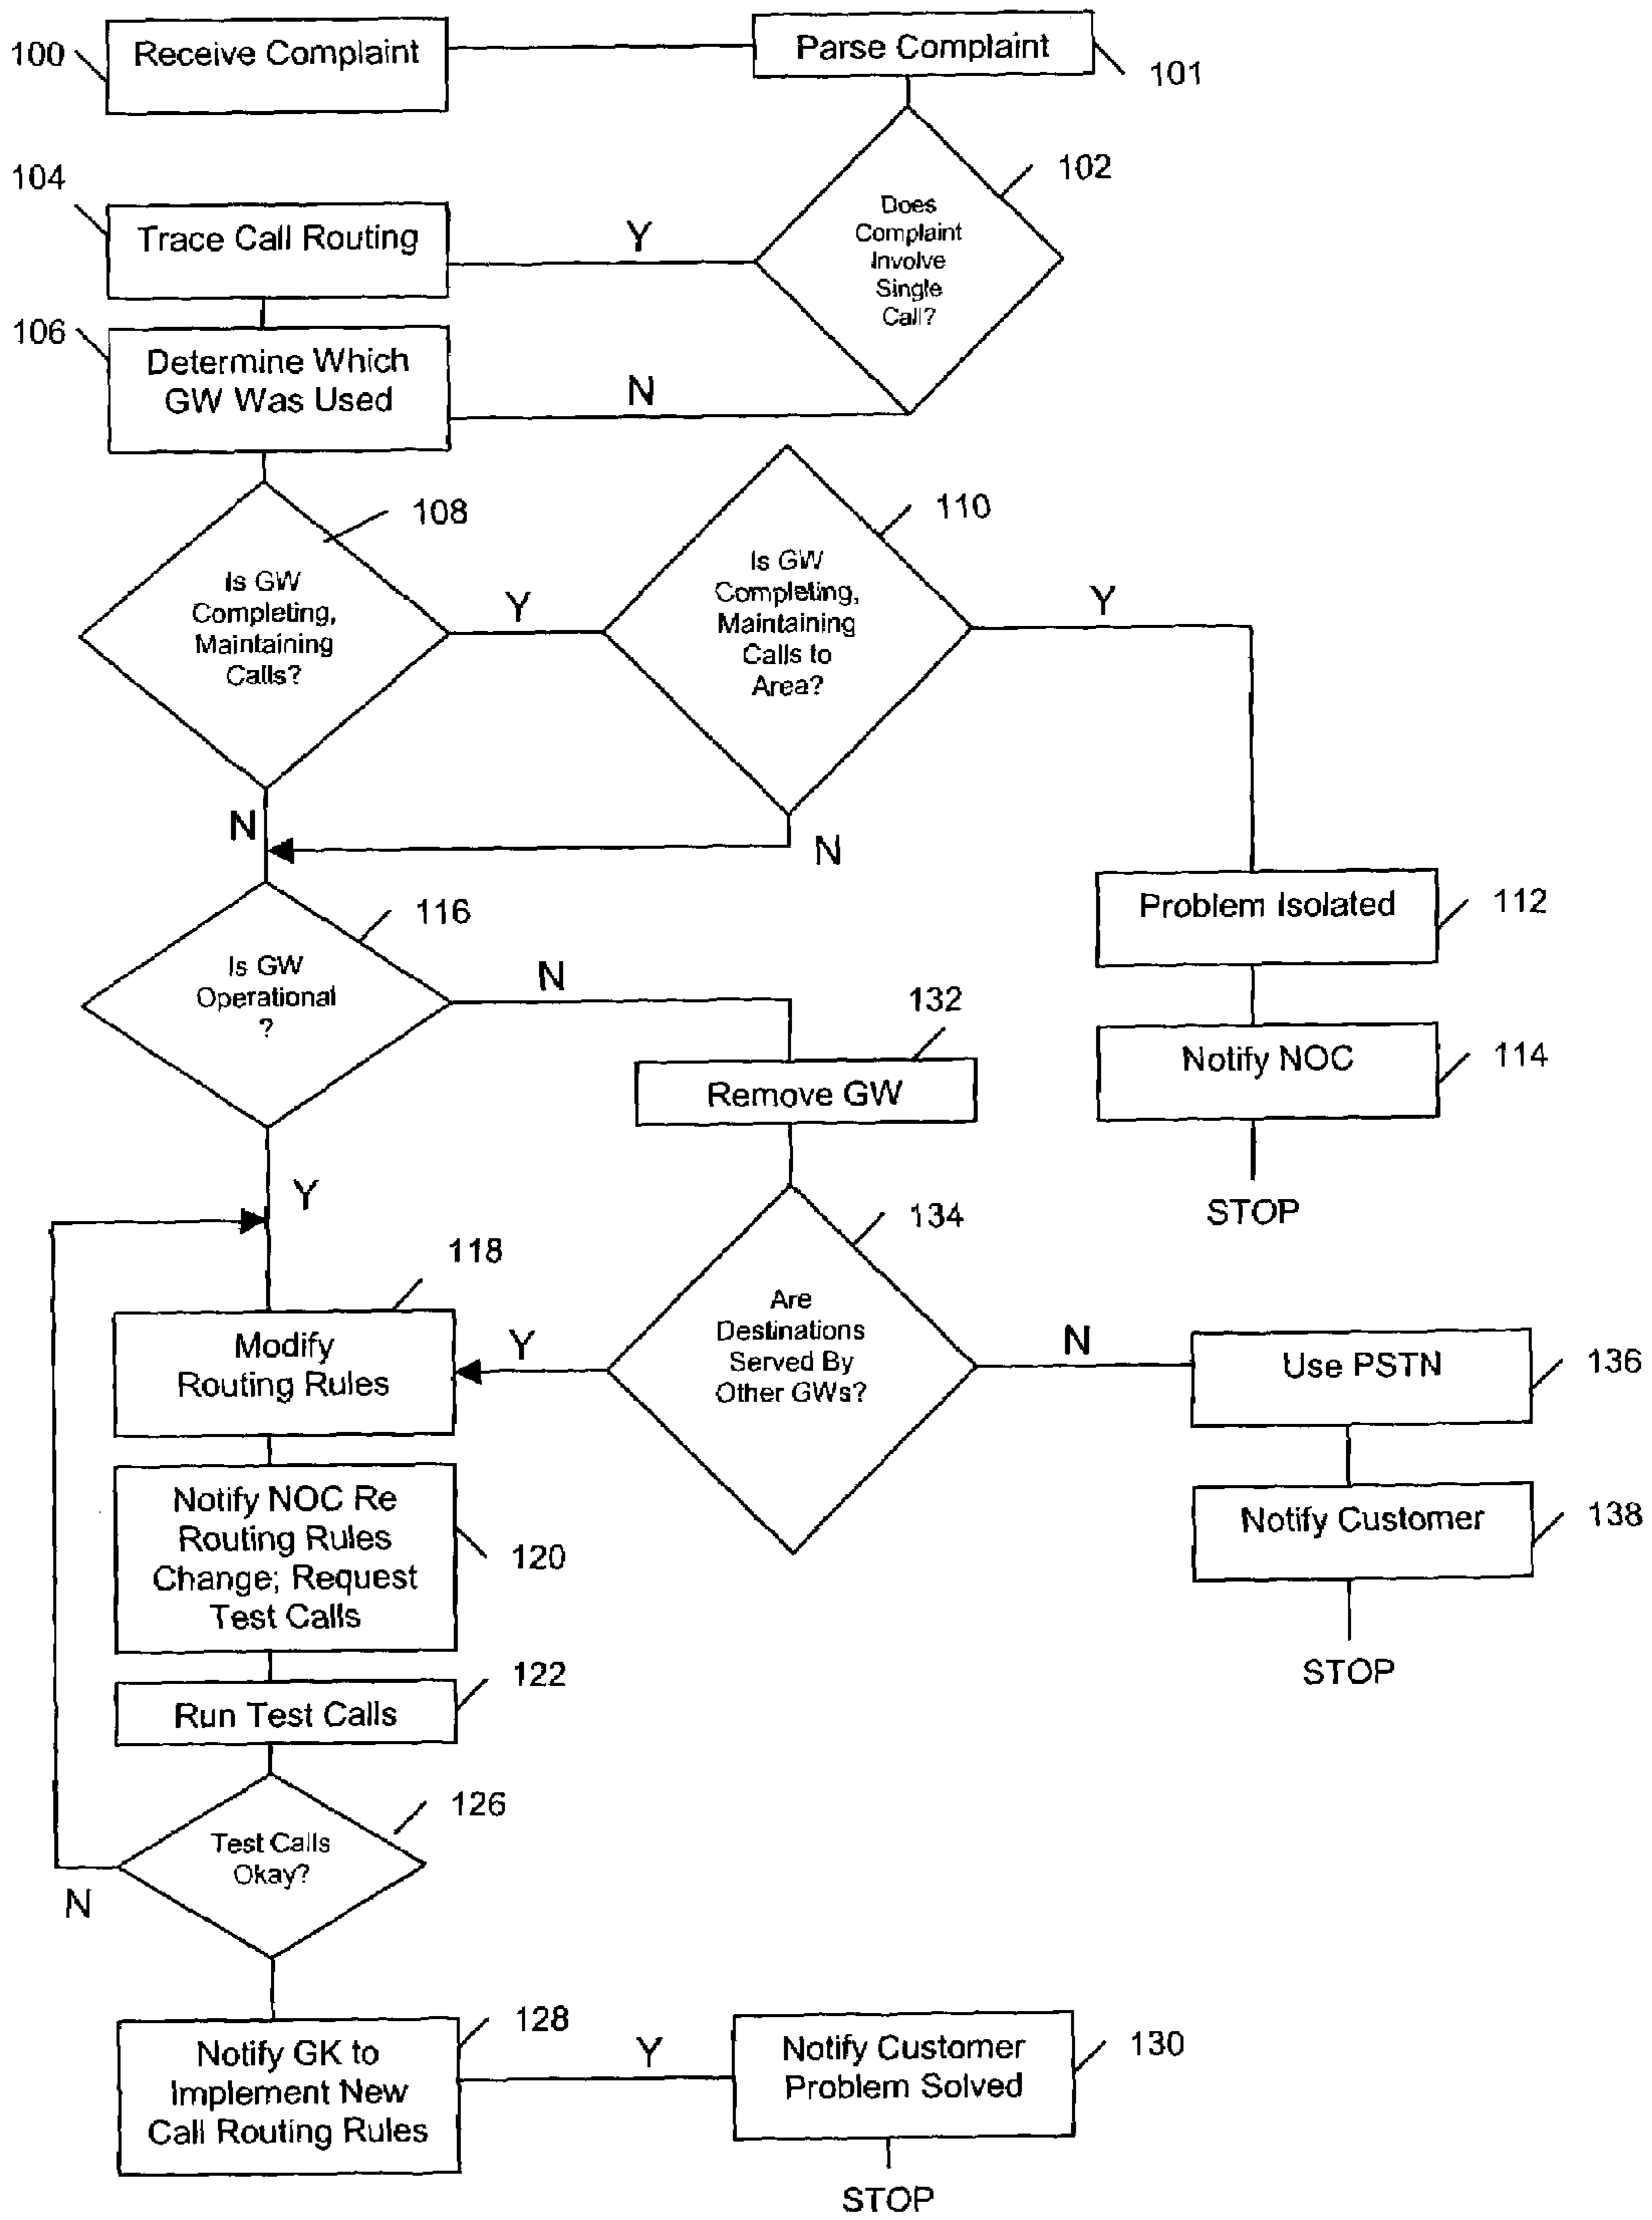 100
Receive Complaint
Parse Complaint
101
102
Does
Complaint
Involve
Single
Call?
104
Trace Call Routing
Y
106
Determine Which
GW Was Used
N
108
Is GW
Completing,
Maintaining
Calls?
Y
110
Is GW
Completing,
Maintaining
Calls to
Area?
Y
N
N
Problem Isolated
112
Notify NOC
114
STOP
116
Is GW
Operational
?
N
132
Remove GW
Y
134
Are
Destinations
Served By
Other GWs?
118
Modify
Routing Rules
Y
N
Use PSTN
136
Notify Customer
138
STOP
Notify NOC Re
Routing Rules
Change; Request
Test Calls
120
122
Run Test Calls
126
Test Calls
Okay?
N
128
Notify GK to
Implement New
Call Routing Rules
Y
Notify Customer
Problem Solved
130
STOP